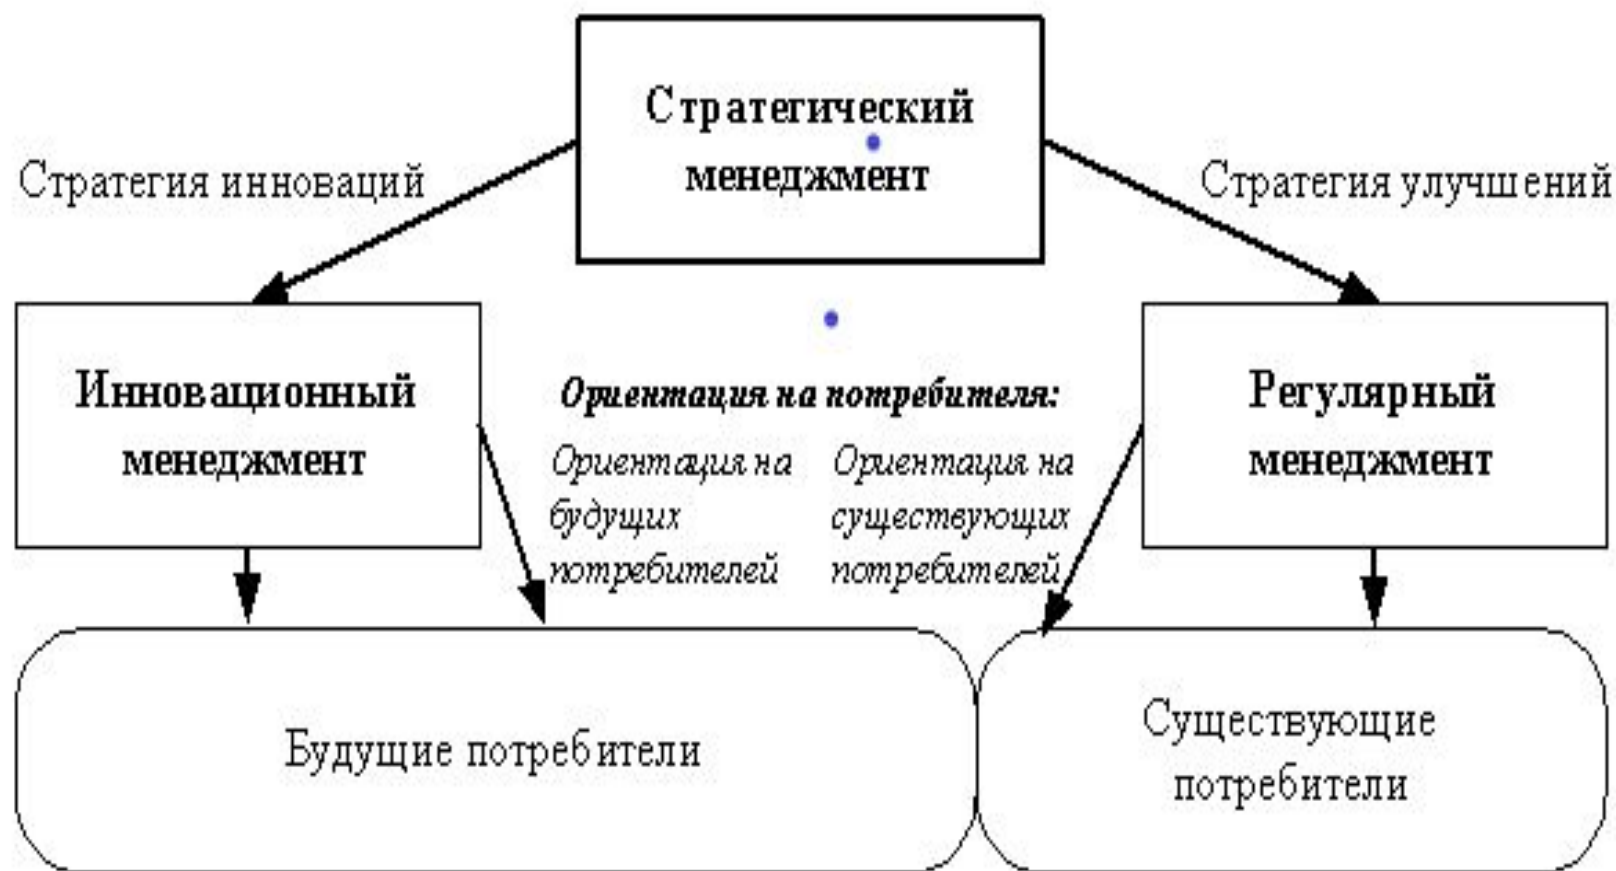 Стратегический
менеджмент
Стратегия инноваций
Стратегия улучшений
Инновационный
менеджмент
Ориентация на потребителя:
Ориентация на
будущих
потребителей
Ориентация на
существующих
потребителей
Регулярный
менеджмент
Будущие потребители
Существующие
потребители